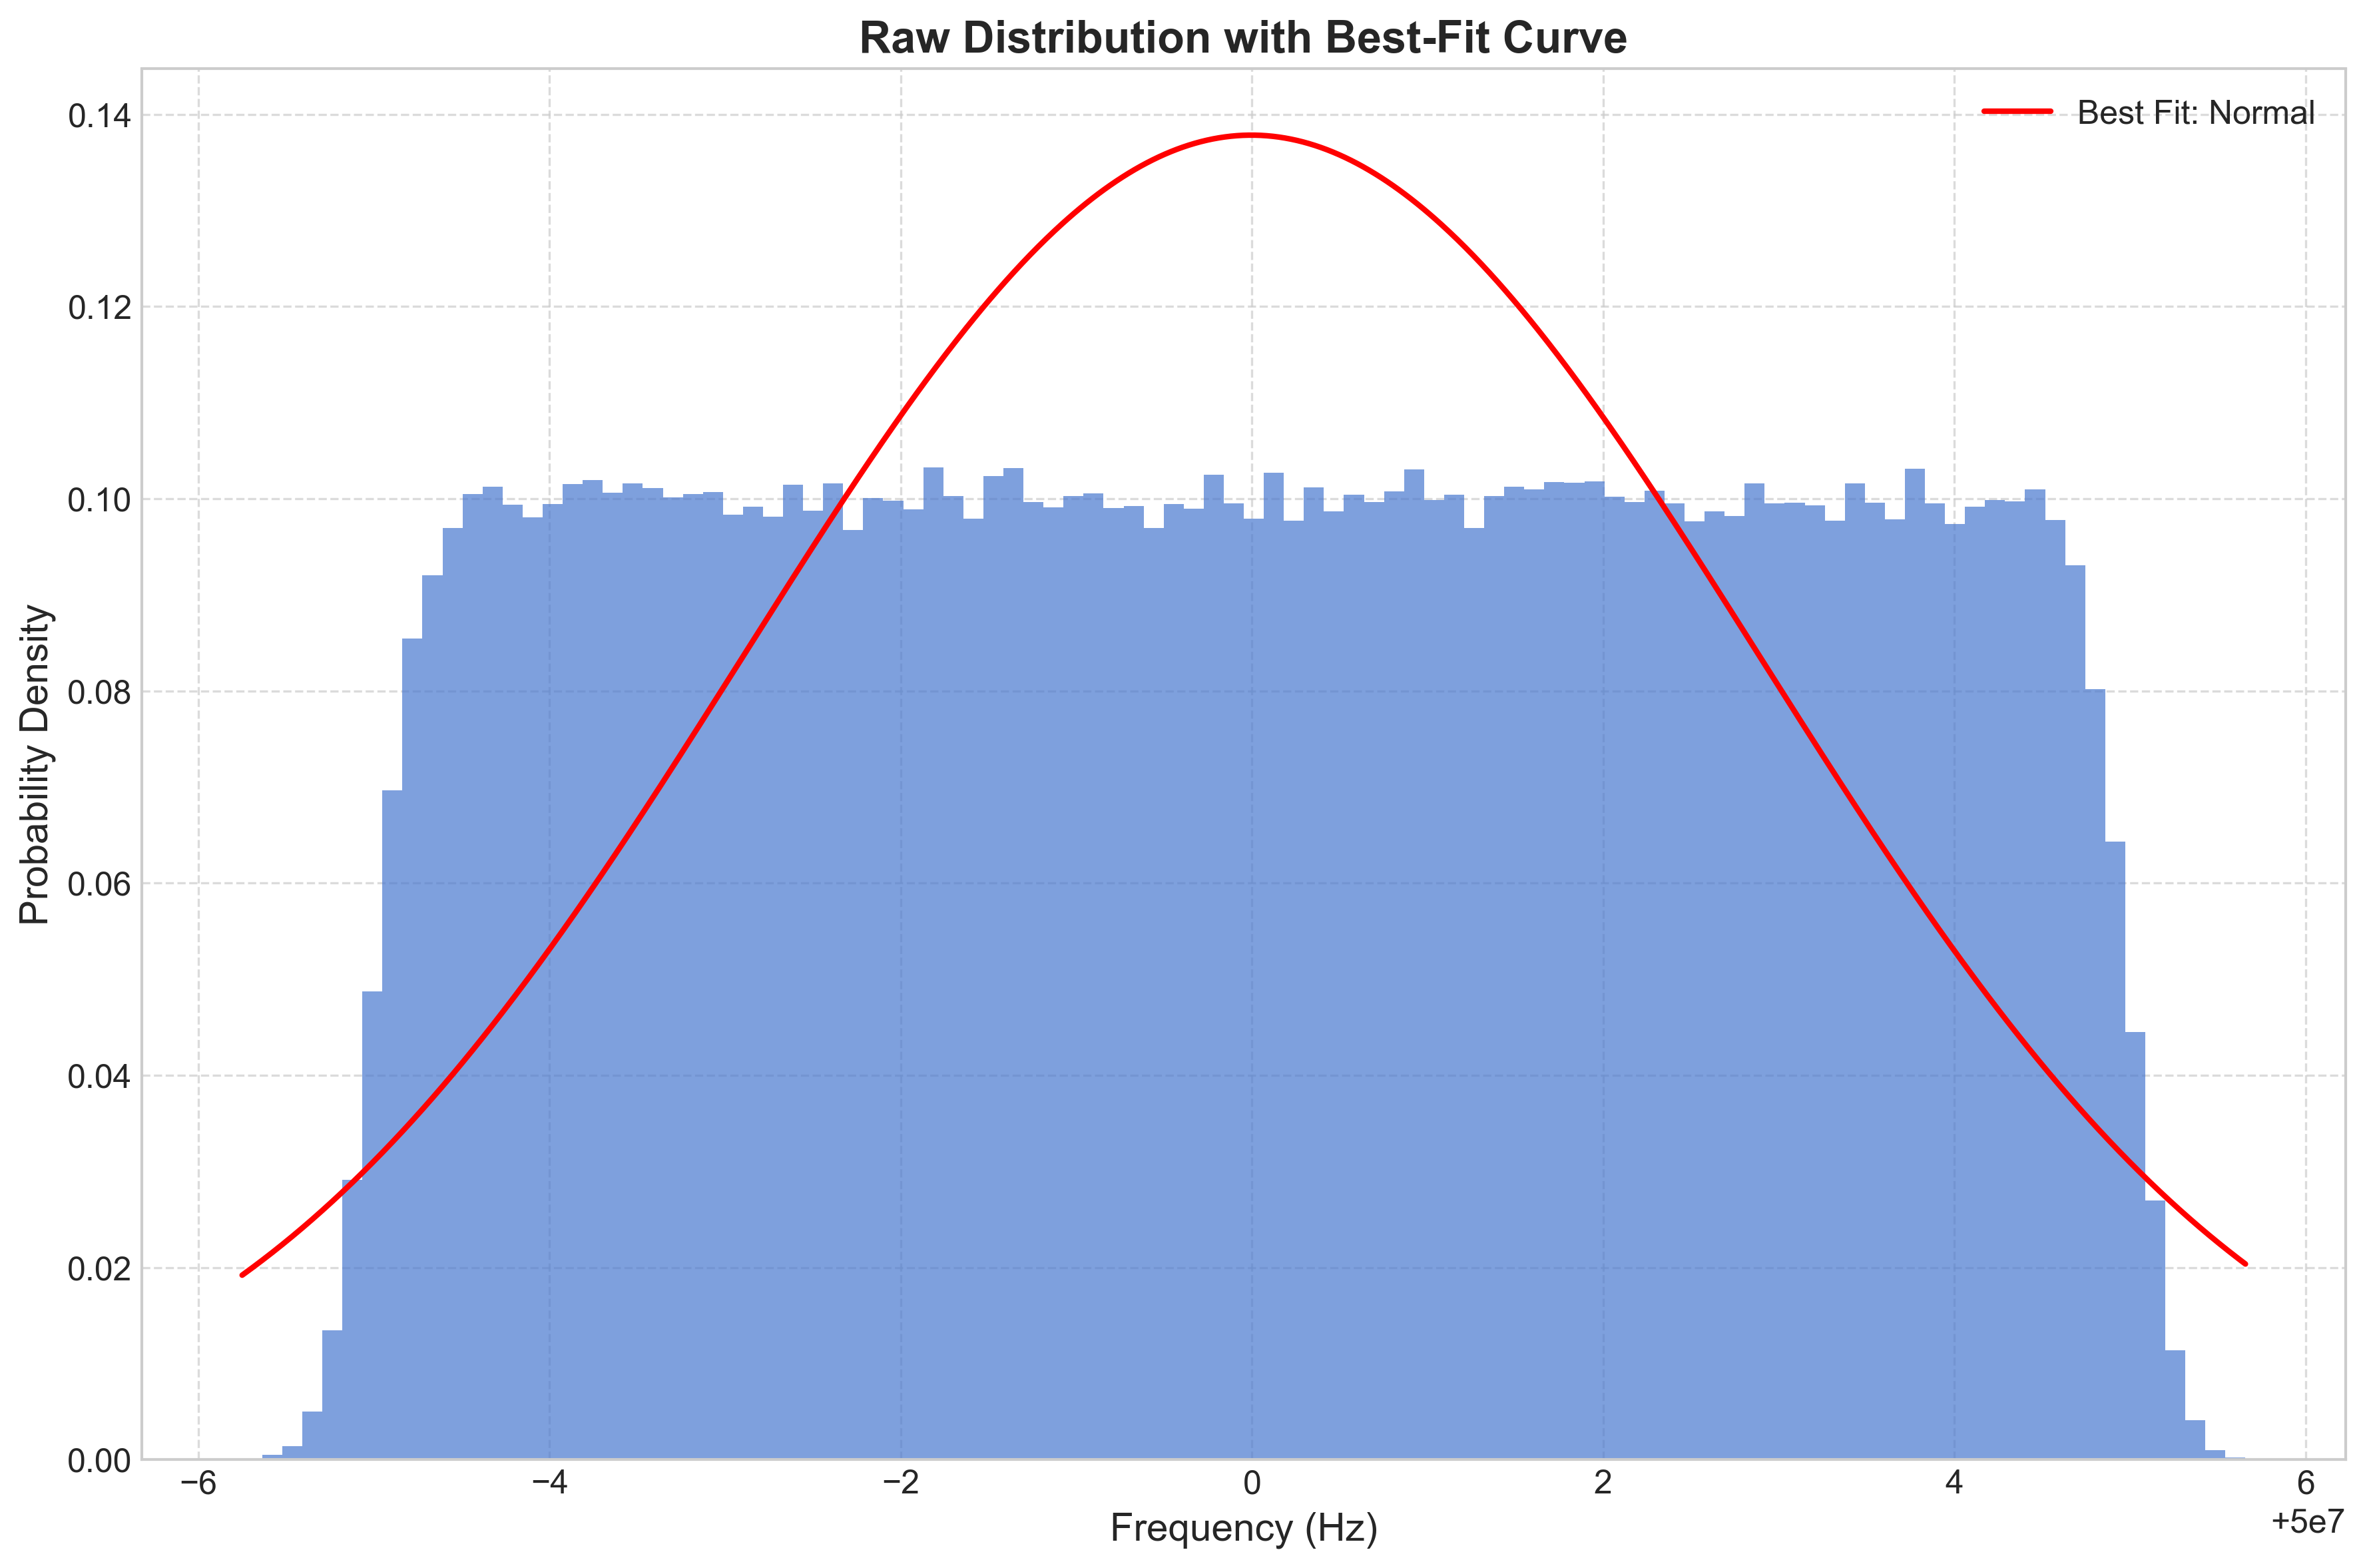 Raw Distribution with Best-Fit Curve
Best Fit: Normal
Probability Density
0.14
0.12
0.10
0.08
0.06
0.04
0.02
0.00
−6 −4 −2 0 2 4 6
+5e7
Frequency (Hz)